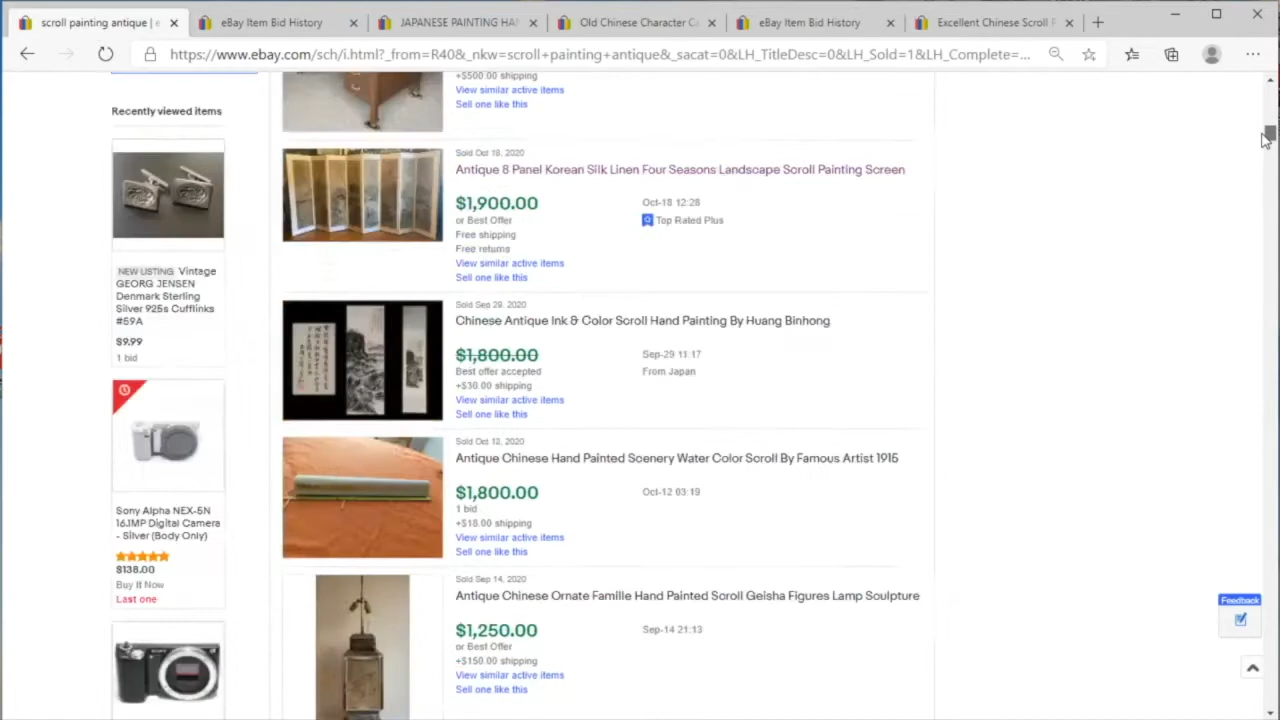 scroll painting antique | e
eBay Item Bid History
JAPANESE PAINTING HA
Old Chinese Character C
eBay Item Bid History
Excellent Chinese Scroll F
https://www.ebay.com/sch/i.html?_from=R40&_nkw=scroll+painting+antique&_sacat=0&LH_TitleDesc=0&LH_Sold=1&LH_Complete=...
+$500.00 shipping
View similar active items
Sell one like this
Recently viewed items
NEW LISTING Vintage
GEORG JENSEN
Denmark Sterling
Silver 925s Cufflinks
#59A
$9.99
1 bid
Sony Alpha NEX-5N
16.1MP Digital Camera
- Silver (Body Only)
$138.00
Buy It Now
Last one
Sold Oct 18, 2020
Antique 8 Panel Korean Silk Linen Four Seasons Landscape Scroll Painting Screen
$1,900.00
Oct-18 12:28
or Best Offer
Top Rated Plus
Free shipping
Free returns
View similar active items
Sell one like this
Sold Sep 29, 2020
Chinese Antique Ink & Color Scroll Hand Painting By Huang Binhong
$1,800.00
Sep-29 11:17
Best offer accepted
From Japan
+$30.00 shipping
View similar active items
Sell one like this
Sold Oct 12, 2020
Antique Chinese Hand Painted Scenery Water Color Scroll By Famous Artist 1915
$1,800.00
Oct-12 03:19
1 bid
+$18.00 shipping
View similar active items
Sell one like this
Sold Sep 14, 2020
Antique Chinese Ornate Famille Hand Painted Scroll Geisha Figures Lamp Sculpture
$1,250.00
Sep-14 21:13
or Best Offer
+$150.00 shipping
View similar active items
Sell one like this
Feedback